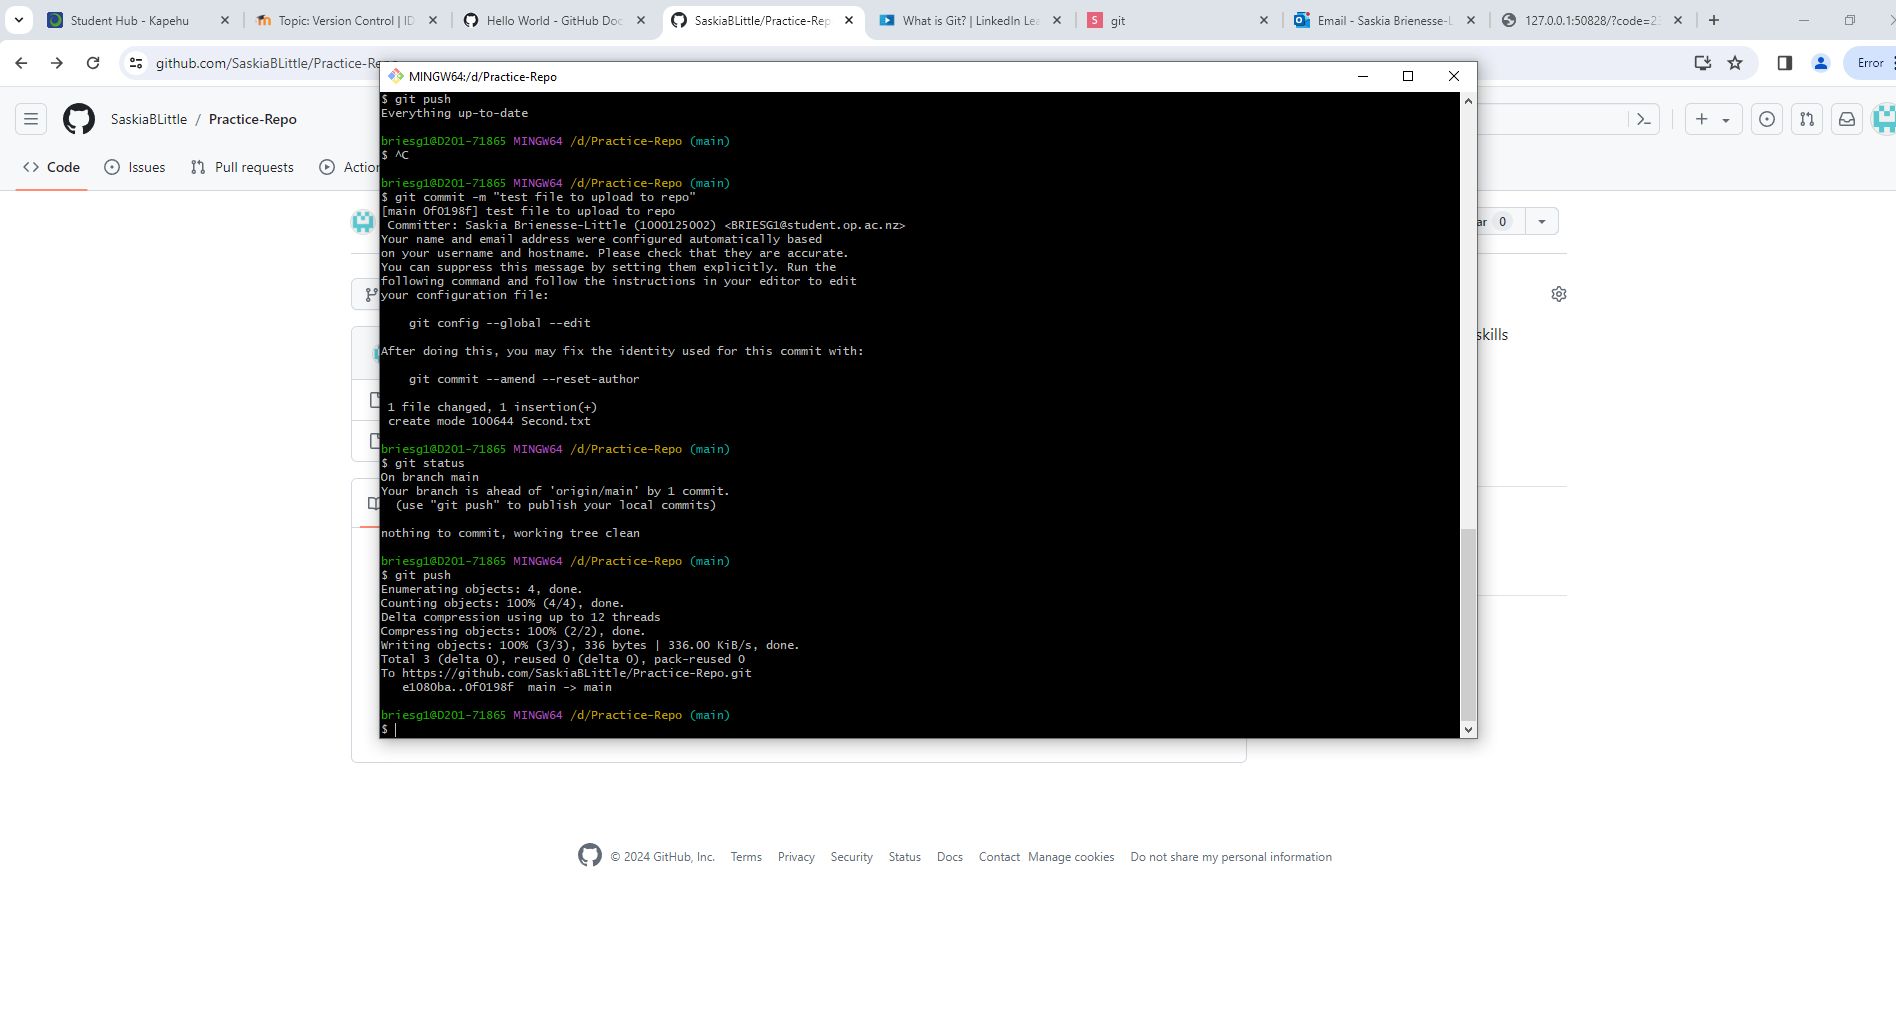 Student Hub - Kapehu
Topic: Version Control | ID
Hello World - GitHub Doc
SaskiaBLittle/Practice-Rep
What is Git? | LinkedIn Lea
S git
Email - Saskia Brienesse-L
127.0.0.1:50828/?code=23
github.com/SaskiaBLittle/Practice-Re
Error
MINGW64:/d/Practice-Repo
SaskiaBLittle / Practice-Repo
Code
Issues
Pull requests
Action
$ git push
Everything up-to-date
briesg1@D201-71865 MINGW64 /d/Practice-Repo (main)
$ ^C
briesg1@D201-71865 MINGW64 /d/Practice-Repo (main)
$ git commit -m "test file to upload to repo"
[main 0f0198f] test file to upload to repo
Committer: Saskia Brienesse-Little (1000125002) <BRIESG1@student.op.ac.nz>
Your name and email address were configured automatically based
on your username and hostname. Please check that they are accurate.
You can suppress this message by setting them explicitly. Run the
following command and follow the instructions in your editor to edit
your configuration file:
git config --global --edit
After doing this, you may fix the identity used for this commit with:
git commit --amend --reset-author
1 file changed, 1 insertion(+)
create mode 100644 Second.txt
briesg1@D201-71865 MINGW64 /d/Practice-Repo (main)
$ git status
On branch main
Your branch is ahead of 'origin/main' by 1 commit.
(use "git push" to publish your local commits)
nothing to commit, working tree clean
briesg1@D201-71865 MINGW64 /d/Practice-Repo (main)
$ git push
Enumerating objects: 4, done.
Counting objects: 100% (4/4), done.
Delta compression using up to 12 threads
Compressing objects: 100% (2/2), done.
Writing objects: 100% (3/3), 336 bytes | 336.00 KiB/s, done.
Total 3 (delta 0), reused 0 (delta 0), pack-reused 0
To https://github.com/SaskiaBLittle/Practice-Repo.git
e1080ba..0f0198f  main -> main
briesg1@D201-71865 MINGW64 /d/Practice-Repo (main)
$
ar 0
skills
© 2024 GitHub, Inc. Terms Privacy Security Status Docs Contact Manage cookies Do not share my personal information